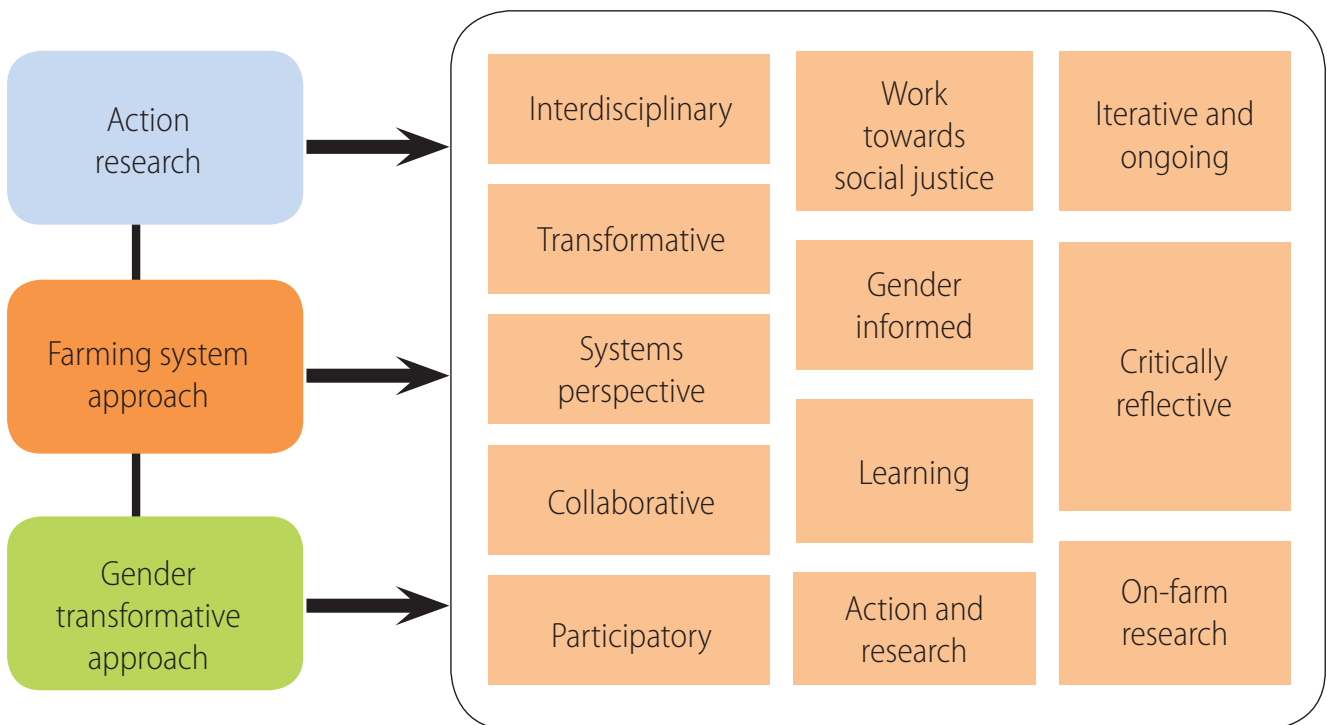 Action
research
Farming system
approach
Gender
transformative
approach
Interdisciplinary
Transformative
Systems
perspective
Collaborative
Participatory
Work
towards
social justice
Gender
informed
Learning
Action and
research
Iterative and
ongoing
Critically
reflective
On-farm
research